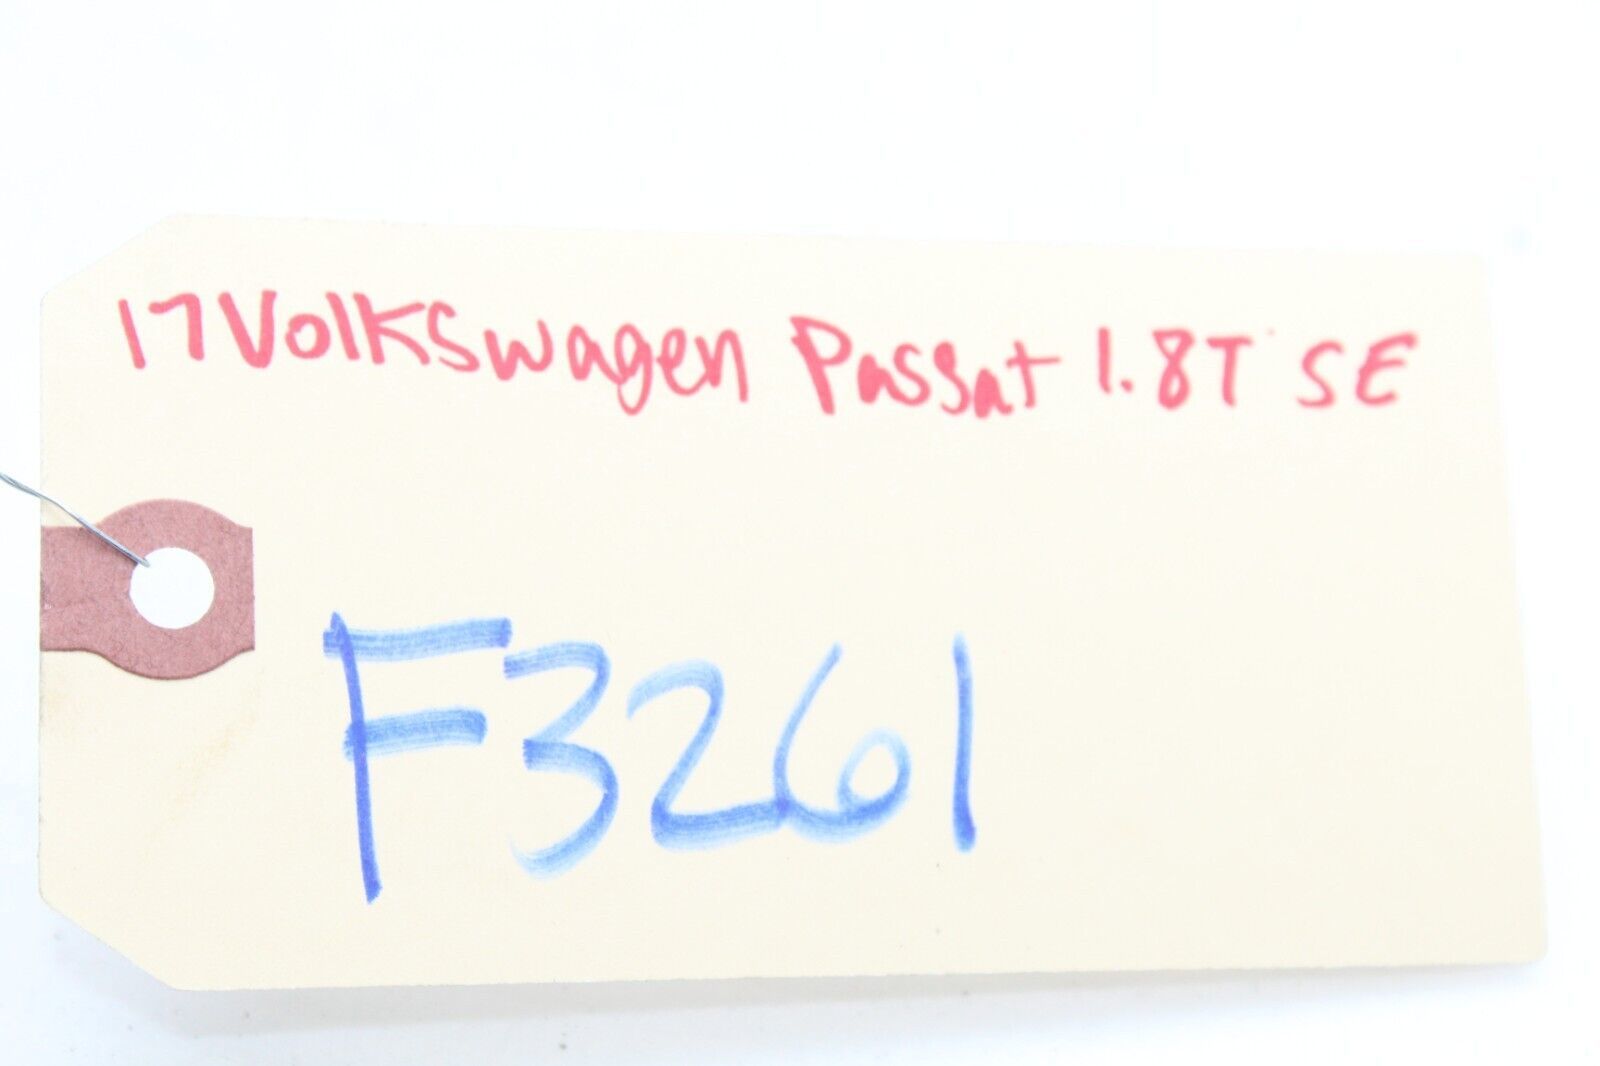 17 Volkswagen Passat 1.8T SE
F3261